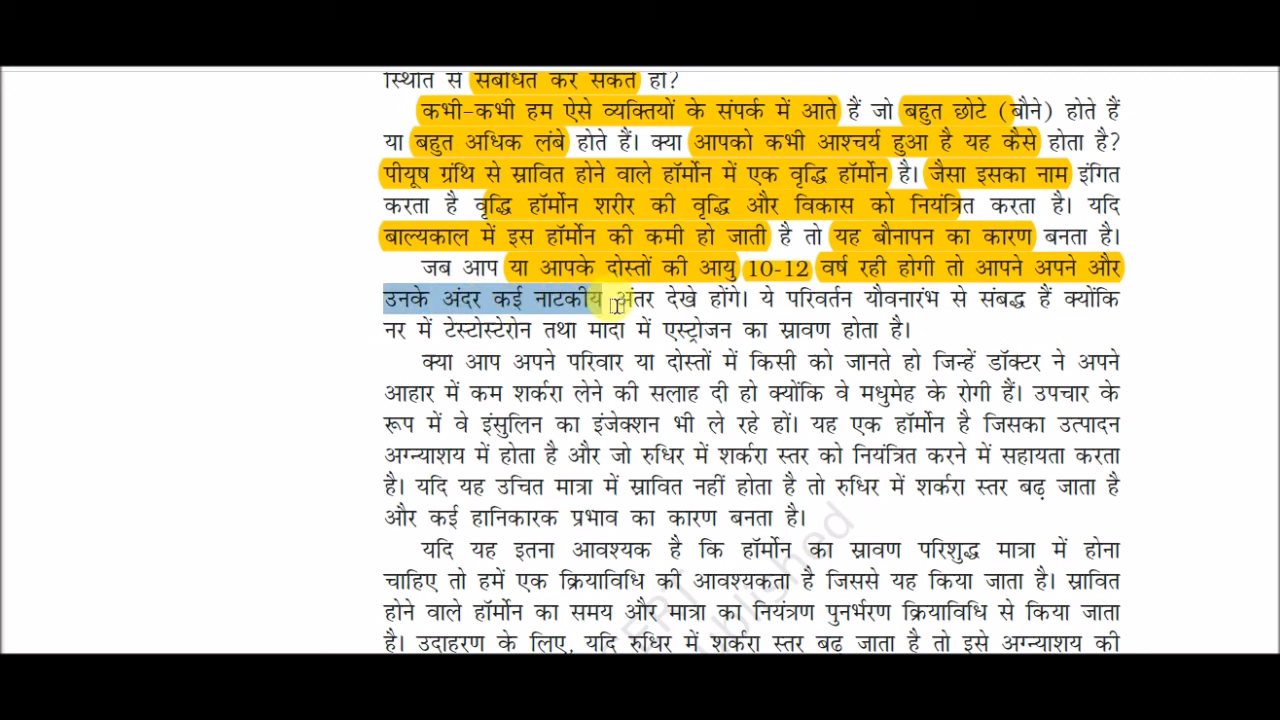 स्थिति से संबंधित कर सकते हो?
कभी-कभी हम ऐसे व्यक्तियों के संपर्क में आते हैं जो बहुत छोटे (बौने) होते हैं
या बहुत अधिक लंबे होते हैं। क्या आपको कभी आश्चर्य हुआ है यह कैसे होता है?
पीयूष ग्रंथि से स्रावित होने वाले हॉर्मोन में एक वृद्धि हॉर्मोन है। जैसा इसका नाम इंगित
करता है वृद्धि हॉर्मोन शरीर की वृद्धि और विकास को नियंत्रित करता है। यदि
बाल्यकाल में इस हॉर्मोन की कमी हो जाती है तो यह बौनापन का कारण बनता है।
जब आप या आपके दोस्तों की आयु 10-12 वर्ष रही होगी तो आपने अपने और
उनके अंदर कई नाटकीय अंतर देखे होंगे। ये परिवर्तन यौवनारंभ से संबद्ध हैं क्योंकि
नर में टेस्टोस्टेरोन तथा मादा में एस्ट्रोजन का स्रावण होता है।
क्या आप अपने परिवार या दोस्तों में किसी को जानते हो जिन्हें डॉक्टर ने अपने
आहार में कम शर्करा लेने की सलाह दी हो क्योंकि वे मधुमेह के रोगी हैं। उपचार के
रूप में वे इंसुलिन का इंजेक्शन भी ले रहे हों। यह एक हॉर्मोन है जिसका उत्पादन
अग्न्याशय में होता है और जो रुधिर में शर्करा स्तर को नियंत्रित करने में सहायता करता
है। यदि यह उचित मात्रा में स्रावित नहीं होता है तो रुधिर में शर्करा स्तर बढ़ जाता है
और कई हानिकारक प्रभाव का कारण बनता है।
यदि यह इतना आवश्यक है कि हॉर्मोन का स्रावण परिशुद्ध मात्रा में होना
चाहिए तो हमें एक क्रियाविधि की आवश्यकता है जिससे यह किया जाता है। स्रावित
होने वाले हॉर्मोन का समय और मात्रा का नियंत्रण पुनर्भरण क्रियाविधि से किया जाता
है। उदाहरण के लिए, यदि रुधिर में शर्करा स्तर बढ़ जाता है तो इसे अग्न्याशय की